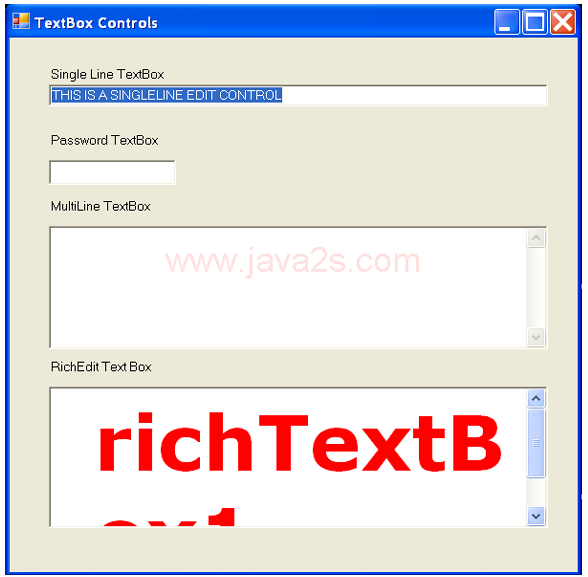 TextBox Controls
Single Line TextBox
THIS IS A SINGLELINE EDIT CONTROL
Password TextBox
MultiLine TextBox
www.java2s.com
RichEdit Text Box
richTextB
ox1